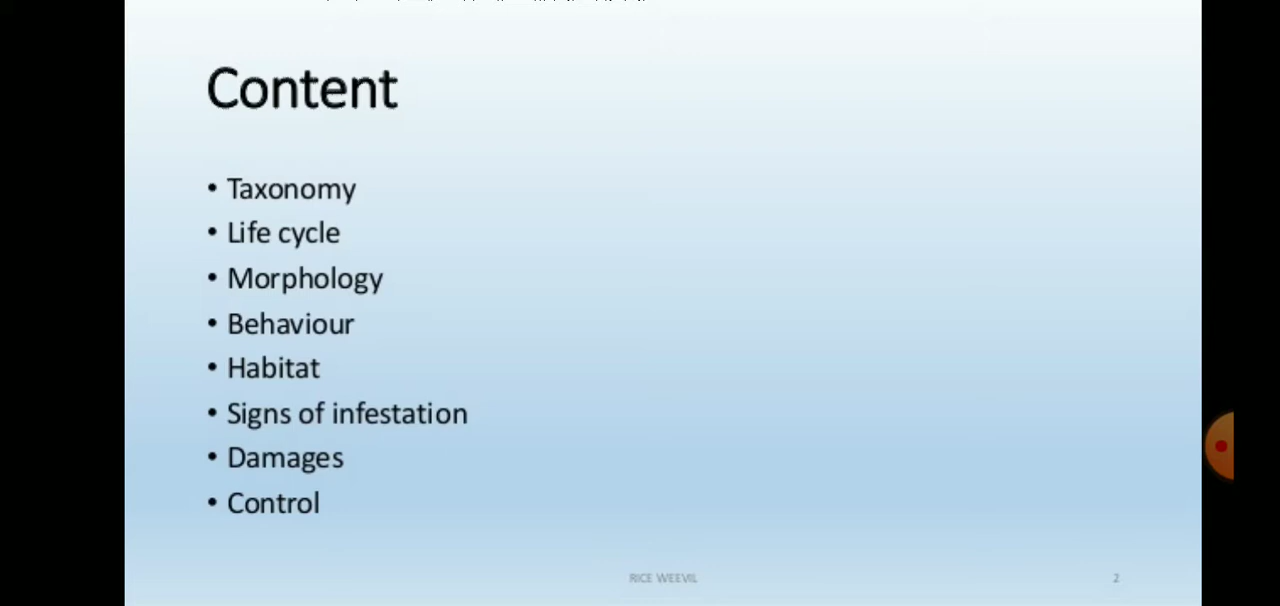 Content
• Taxonomy
• Life cycle
• Morphology
• Behaviour
• Habitat
• Signs of infestation
• Damages
• Control
RICE WEEVIL
2